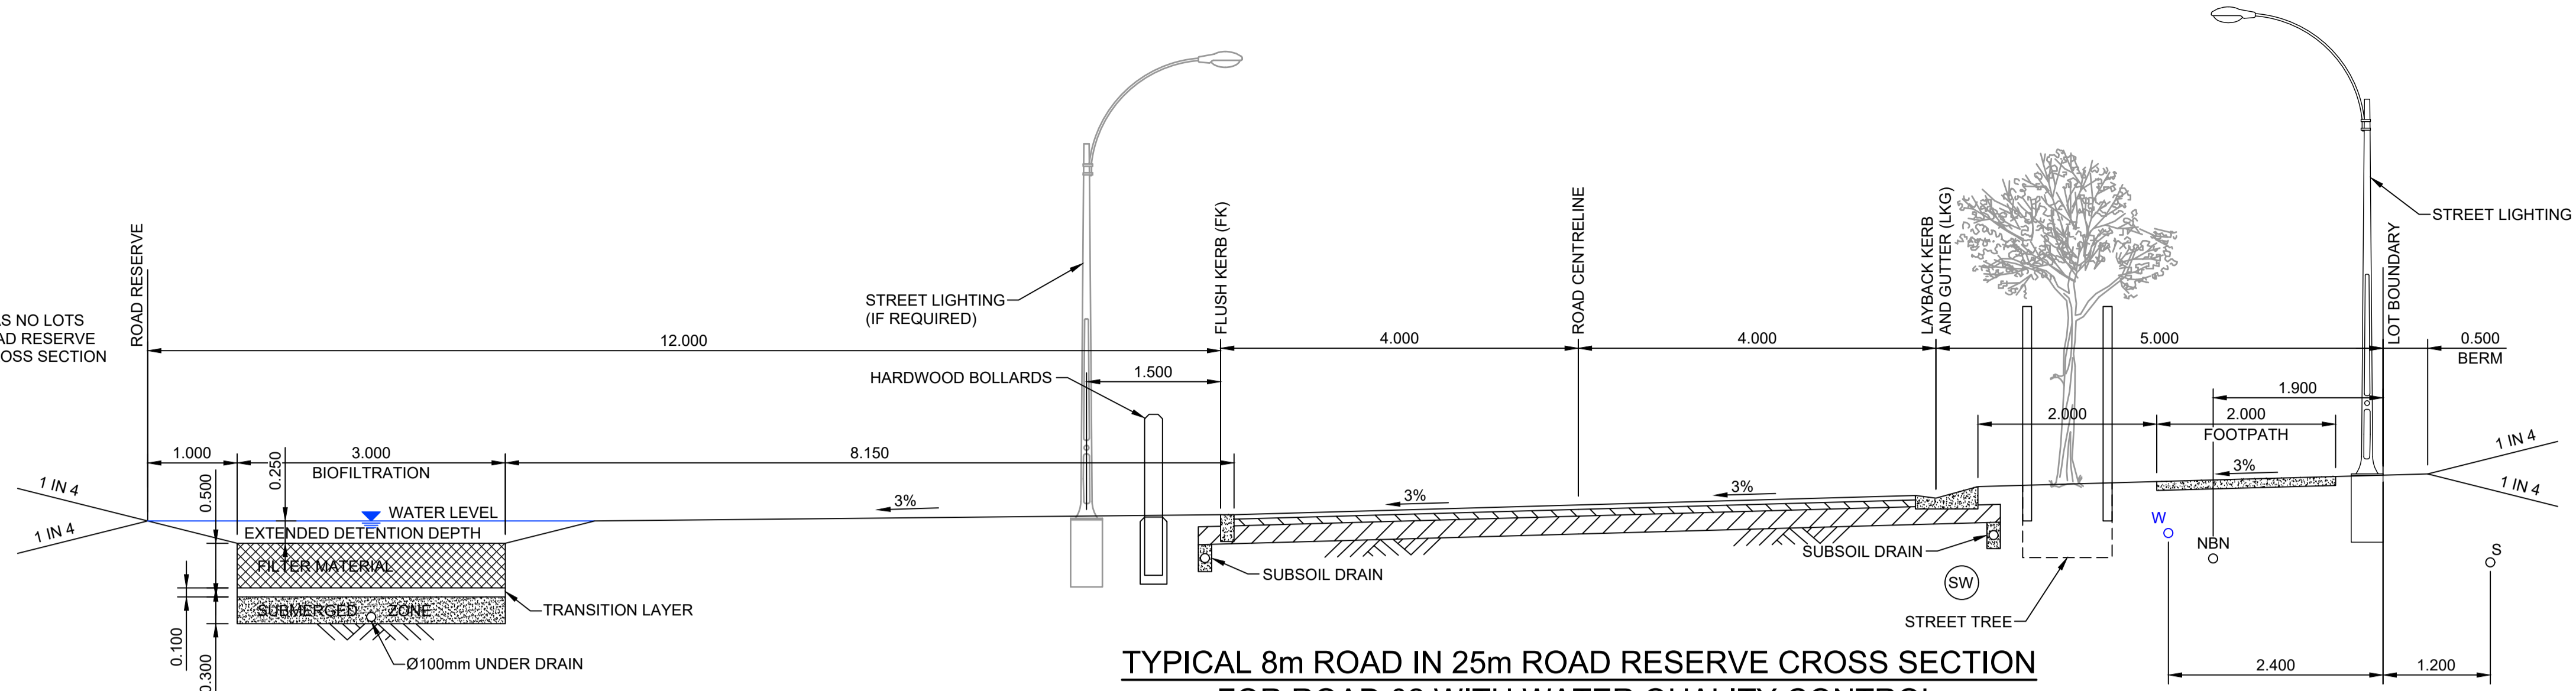 ROAD RESERVE
AS NO LOTS
AD RESERVE
OSS SECTION
12.000
STREET LIGHTING
(IF REQUIRED)
HARDWOOD BOLLARDS
1.500
FLUSH KERB (FK)
4.000
ROAD CENTRELINE
4.000
LAYBACK KERB
AND GUTTER (LKG)
5.000
LOT BOUNDARY
0.500
BERM
STREET LIGHTING
1.900
2.000
2.000
FOOTPATH
3%
1 IN 4
1 IN 4
1.000
3.000
BIOFILTRATION
8.150
0.250
0.500
1 IN 4
1 IN 4
WATER LEVEL
EXTENDED DETENTION DEPTH
FILTER MATERIAL
SUBMERGED ZONE
TRANSITION LAYER
0.100
0.300
Ø100mm UNDER DRAIN
3%
3%
3%
SUBSOIL DRAIN
SUBSOIL DRAIN
SW
STREET TREE
W
NBN
S
2.400
1.200
TYPICAL 8m ROAD IN 25m ROAD RESERVE CROSS SECTION